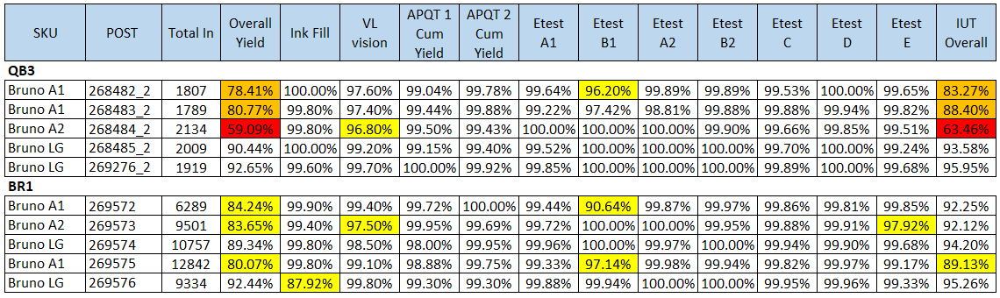 SKU POST Total In Overall Yield Ink Fill VL vision APQT 1 Cum Yield APQT 2 Cum Yield Etest A1 Etest B1 Etest A2 Etest B2 Etest C Etest D Etest E IUT Overall
QB3
Bruno A1 268482_2 1807 78.41% 100.00% 97.60% 99.04% 99.78% 99.64% 96.20% 99.89% 99.89% 99.53% 100.00% 99.65% 83.27%
Bruno A1 268483_2 1789 80.77% 99.80% 97.40% 99.44% 99.88% 99.22% 97.42% 98.81% 99.88% 99.88% 99.94% 99.82% 88.40%
Bruno A2 268484_2 2134 59.09% 99.80% 96.80% 99.50% 99.43% 100.00% 100.00% 100.00% 99.90% 99.66% 99.85% 99.51% 63.46%
Bruno LG 268485_2 2009 90.44% 100.00% 99.20% 99.15% 99.40% 99.52% 100.00% 100.00% 100.00% 99.70% 100.00% 99.24% 93.58%
Bruno LG 269276_2 1919 92.65% 99.60% 99.70% 100.00% 99.92% 99.85% 100.00% 100.00% 100.00% 99.89% 100.00% 99.68% 95.95%
BR1
Bruno A1 269572 6289 84.24% 99.90% 99.40% 99.72% 100.00% 99.44% 90.64% 99.87% 99.97% 99.86% 99.81% 99.85% 92.25%
Bruno A2 269573 9501 83.65% 99.40% 97.50% 99.95% 99.69% 99.72% 100.00% 100.00% 99.95% 99.88% 99.91% 97.92% 92.12%
Bruno LG 269574 10757 89.34% 99.80% 98.50% 98.00% 99.95% 99.96% 100.00% 99.97% 100.00% 99.94% 99.90% 99.68% 94.20%
Bruno A1 269575 12842 80.07% 99.80% 99.10% 98.88% 99.75% 99.33% 97.14% 99.98% 99.94% 99.82% 99.97% 99.17% 89.13%
Bruno LG 269576 9334 92.44% 87.92% 99.80% 99.30% 99.30% 99.88% 99.94% 100.00% 100.00% 99.95% 99.96% 99.33% 95.26%